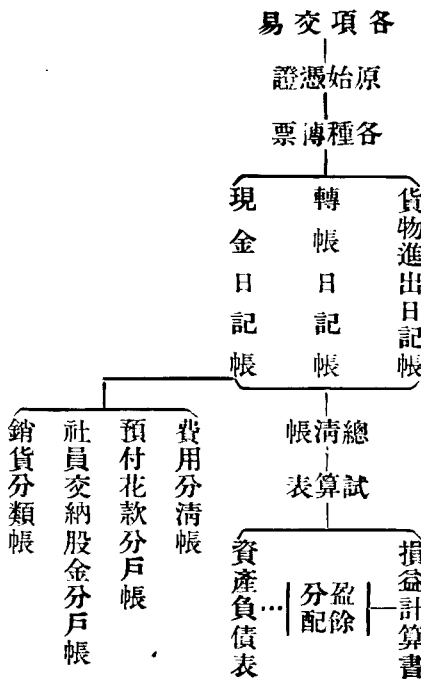 各項交易
原始憑證
各種傳票
貨物進出日記帳
轉帳日記帳
現金日記帳
總清帳
試算表
費用分清帳
預付花款分戶帳
社員交納股金分戶帳
銷貨分類帳
損益計算書
盈餘
分配
資產負債表